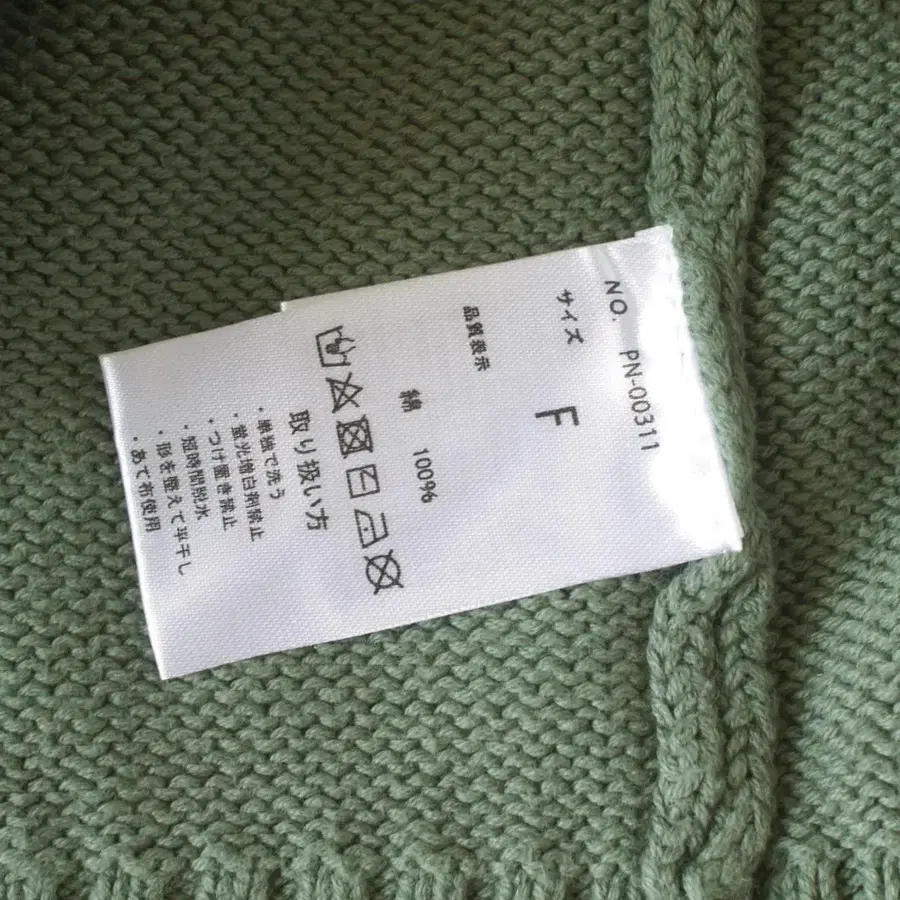 NO. PN-00311
サイズ
F
品質表示
綿 100%
取り扱い方
・単独で洗う
・蛍光増白剤禁止
・つけ置き禁止
・短時間脱水
・形を整えて平干し
・あて布使用